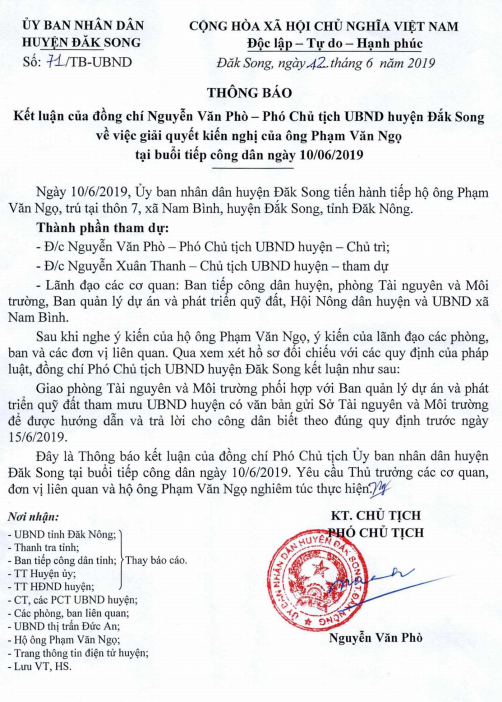 ỦY BAN NHÂN DÂN
HUYỆN ĐĂK SONG
Số: 71/TB-UBND
CỘNG HÒA XÃ HỘI CHỦ NGHĨA VIỆT NAM
Độc lập – Tự do – Hạnh phúc
Đăk Song, ngày 12 tháng 6 năm 2019
THÔNG BÁO
Kết luận của đồng chí Nguyễn Văn Phò – Phó Chủ tịch UBND huyện Đắk Song
về việc giải quyết kiến nghị của ông Phạm Văn Ngọ
tại buổi tiếp công dân ngày 10/06/2019
Ngày 10/6/2019, Ủy ban nhân dân huyện Đăk Song tiến hành tiếp hộ ông Phạm
Văn Ngọ, trú tại thôn 7, xã Nam Bình, huyện Đắk Song, tỉnh Đăk Nông.
Thành phần tham dự:
- Đ/c Nguyễn Văn Phò – Phó Chủ tịch UBND huyện – Chủ trì;
- Đ/c Nguyễn Xuân Thanh – Chủ tịch UBND huyện – tham dự
- Lãnh đạo các cơ quan: Ban tiếp công dân huyện, phòng Tài nguyên và Môi
trường, Ban quản lý dự án và phát triển quỹ đất, Hội Nông dân huyện và UBND xã
Nam Bình.
Sau khi nghe ý kiến của hộ ông Phạm Văn Ngọ, ý kiến của lãnh đạo các phòng,
ban và các đơn vị liên quan. Qua xem xét hồ sơ đối chiếu với các quy định của pháp
luật, đồng chí Phó Chủ tịch UBND huyện Đăk Song kết luận như sau:
Giao phòng Tài nguyên và Môi trường phối hợp với Ban quản lý dự án và phát
triển quỹ đất tham mưu UBND huyện có văn bản gửi Sở Tài nguyên và Môi trường
để được hướng dẫn và trả lời cho công dân biết theo đúng quy định trước ngày
15/6/2019.
Đây là Thông báo kết luận của đồng chí Phó Chủ tịch Ủy ban nhân dân huyện
Đăk Song tại buổi tiếp công dân ngày 10/6/2019. Yêu cầu Thủ trưởng các cơ quan,
đơn vị liên quan và hộ ông Phạm Văn Ngọ nghiêm túc thực hiện.
Nơi nhận:
- UBND tỉnh Đăk Nông;
- Thanh tra tỉnh;
- Ban tiếp công dân tỉnh;
- TT Huyện ủy;
- TT HĐND huyện;
Thay báo cáo.
- CT, các PCT UBND huyện;
- Các phòng, ban liên quan;
- UBND thị trấn Đức An;
- Hộ ông Phạm Văn Ngọ;
- Trang thông tin điện tử huyện;
- Lưu VT, HS.
KT. CHỦ TỊCH
PHÓ CHỦ TỊCH
ỦY BAN NHÂN DÂN HUYỆN ĐĂK SONG T. ĐĂK NÔNG
Nguyễn Văn Phò